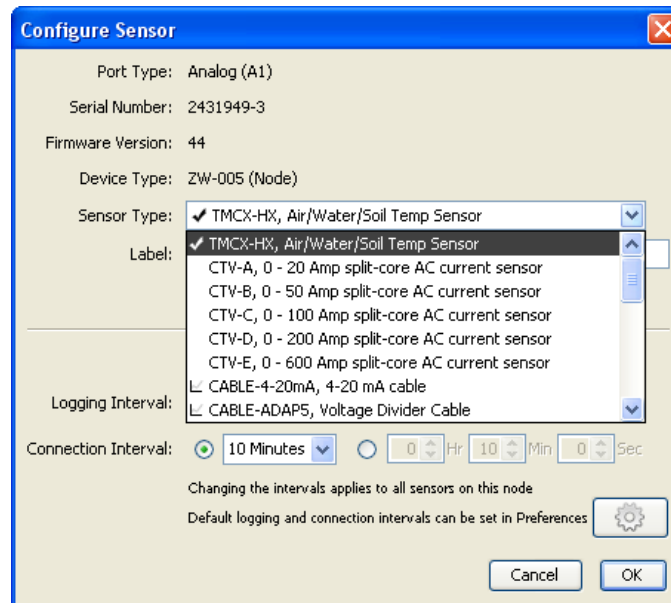 Configure Sensor
Port Type: Analog (A1)
Serial Number: 2431949-3
Firmware Version: 44
Device Type: ZW-005 (Node)
Sensor Type: ✔ TMCX-HX, Air/Water/Soil Temp Sensor
Label:
✔ TMCX-HX, Air/Water/Soil Temp Sensor
CTV-A, 0 - 20 Amp split-core AC current sensor
CTV-B, 0 - 50 Amp split-core AC current sensor
CTV-C, 0 - 100 Amp split-core AC current sensor
CTV-D, 0 - 200 Amp split-core AC current sensor
CTV-E, 0 - 600 Amp split-core AC current sensor
CABLE-4-20mA, 4-20 mA cable
CABLE-ADAP5, Voltage Divider Cable
Logging Interval:
Connection Interval: 10 Minutes 0 Hr 10 Min 0 Sec
Changing the intervals applies to all sensors on this node
Default logging and connection intervals can be set in Preferences
Cancel OK